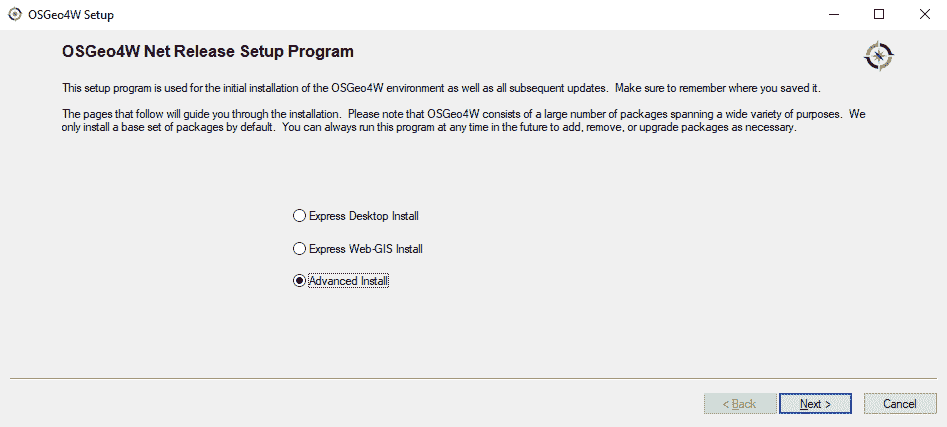 OSGeo4W Setup
OSGeo4W Net Release Setup Program
This setup program is used for the initial installation of the OSGeo4W environment as well as all subsequent updates.  Make sure to remember where you saved it.
The pages that follow will guide you through the installation.  Please note that OSGeo4W consists of a large number of packages spanning a wide variety of purposes.  We
only install a base set of packages by default.  You can always run this program at any time in the future to add, remove, or upgrade packages as necessary.
Express Desktop Install
Express Web-GIS Install
Advanced Install
< Back Next > Cancel